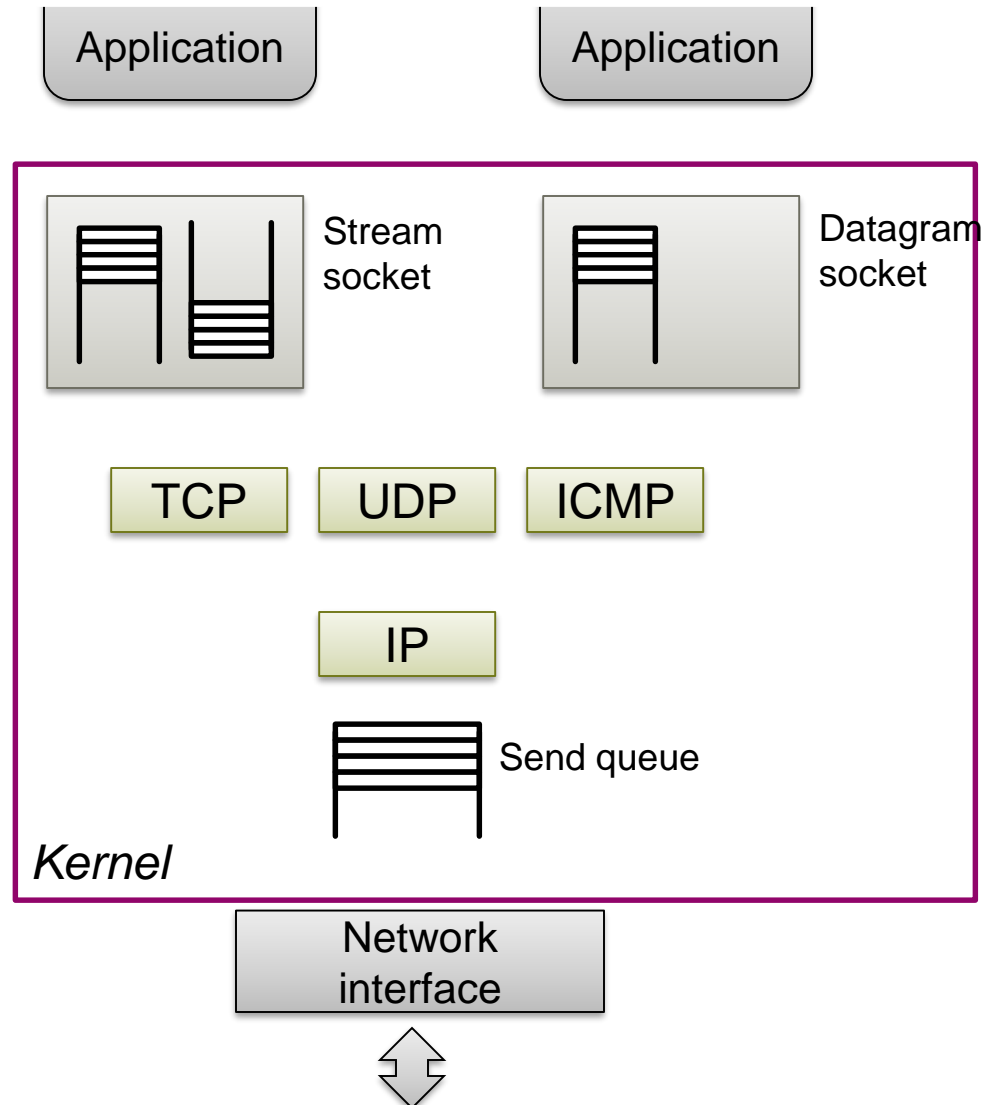 Application
Application
Stream
socket
Datagram
socket
TCP
UDP
ICMP
IP
Send queue
Kernel
Network
interface